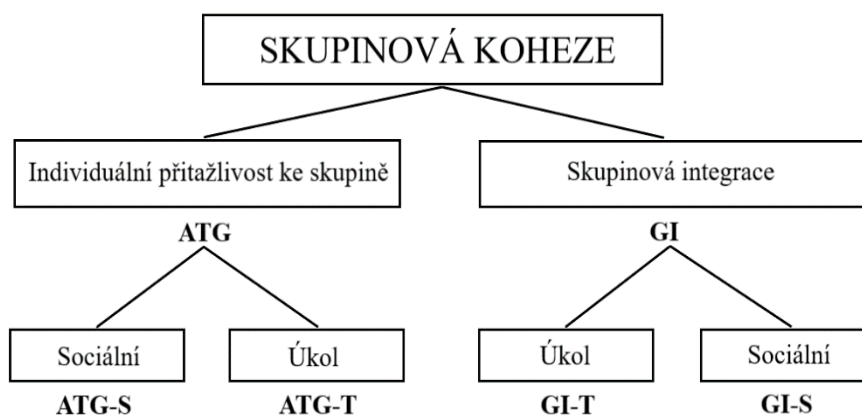 SKUPINOVÁ KOHEZE
Individuální přitažlivost ke skupině
Skupinová integrace
ATG
GI
Sociální
Úkol
Úkol
Sociální
ATG-S
ATG-T
GI-T
GI-S